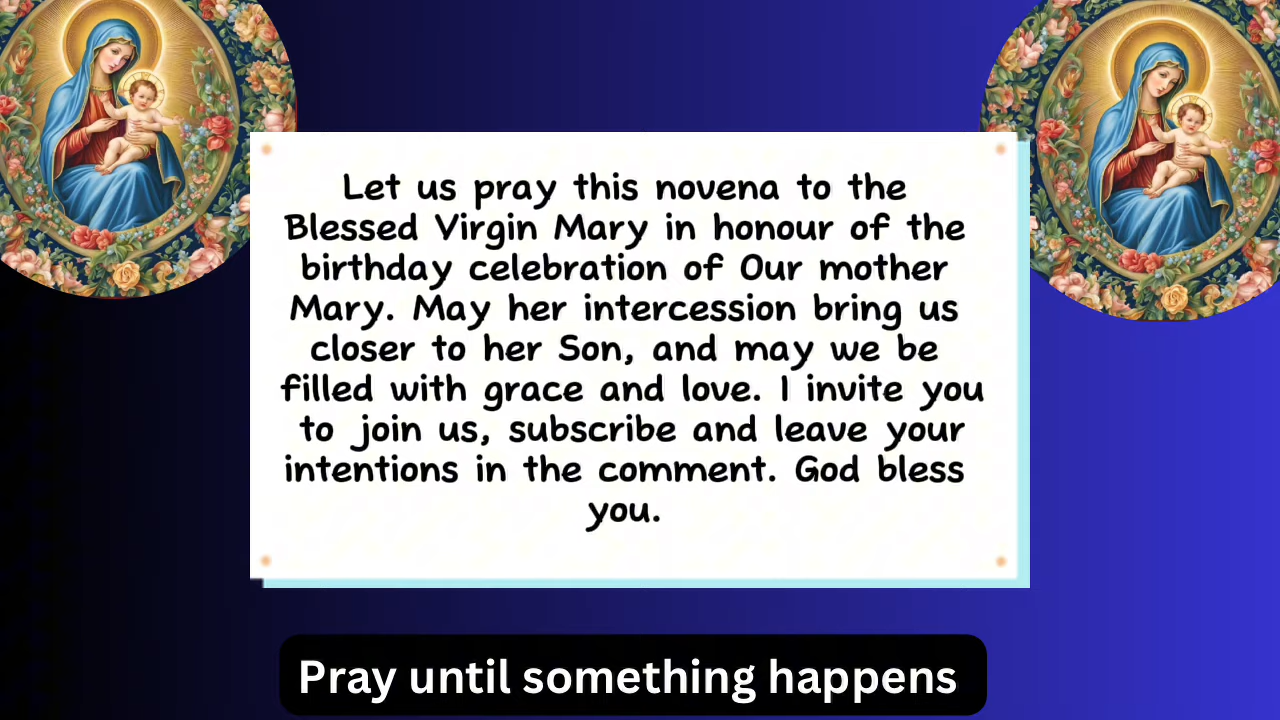 Let us pray this novena to the
Blessed Virgin Mary in honour of the
birthday celebration of Our mother
Mary. May her intercession bring us
closer to her Son, and may we be
filled with grace and love. I invite you
to join us, subscribe and leave your
intentions in the comment. God bless
you.
Pray until something happens